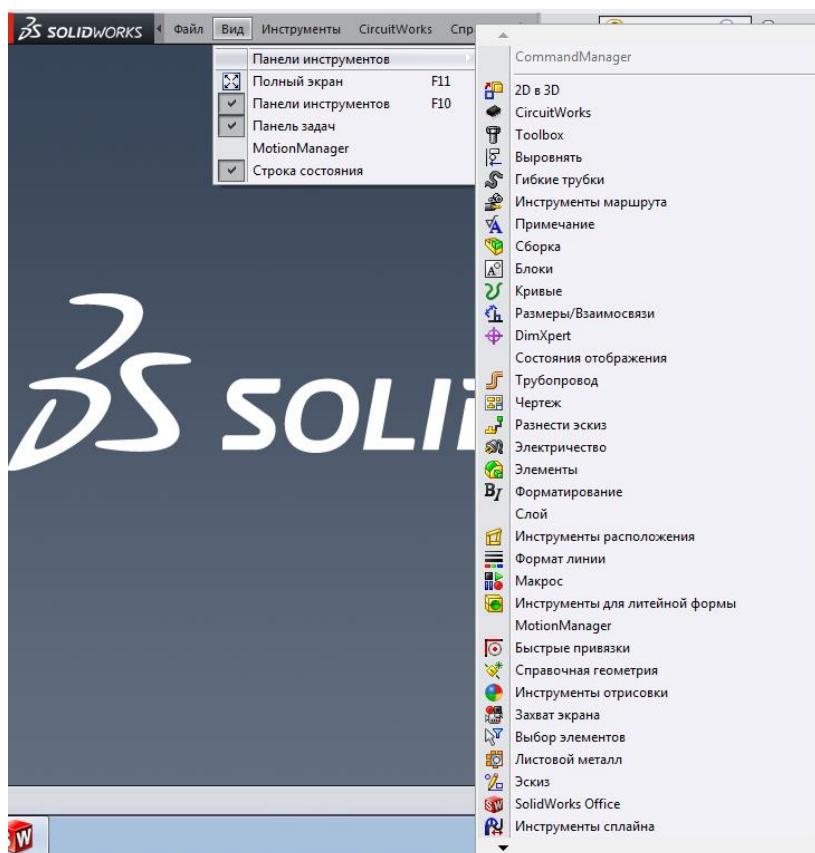 SOLIDWORKS Файл Вид Инструменты CircuitWorks Спр
Панели инструментов
Полный экран F11
Панели инструментов F10
Панель задач
MotionManager
Строка состояния
CommandManager
2D в 3D
CircuitWorks
Toolbox
Выровнять
Гибкие трубки
Инструменты маршрута
Примечание
Сборка
Блоки
Кривые
Размеры/Взаимосвязи
DimXpert
Состояния отображения
Трубопровод
Чертеж
Разнести эскиз
Электричество
Элементы
Форматирование
Слой
Инструменты расположения
Формат линии
Макрос
Инструменты для литейной формы
MotionManager
Быстрые привязки
Справочная геометрия
Инструменты отрисовки
Захват экрана
Выбор элементов
Листовой металл
Эскиз
SolidWorks Office
Инструменты сплайна
SOLI